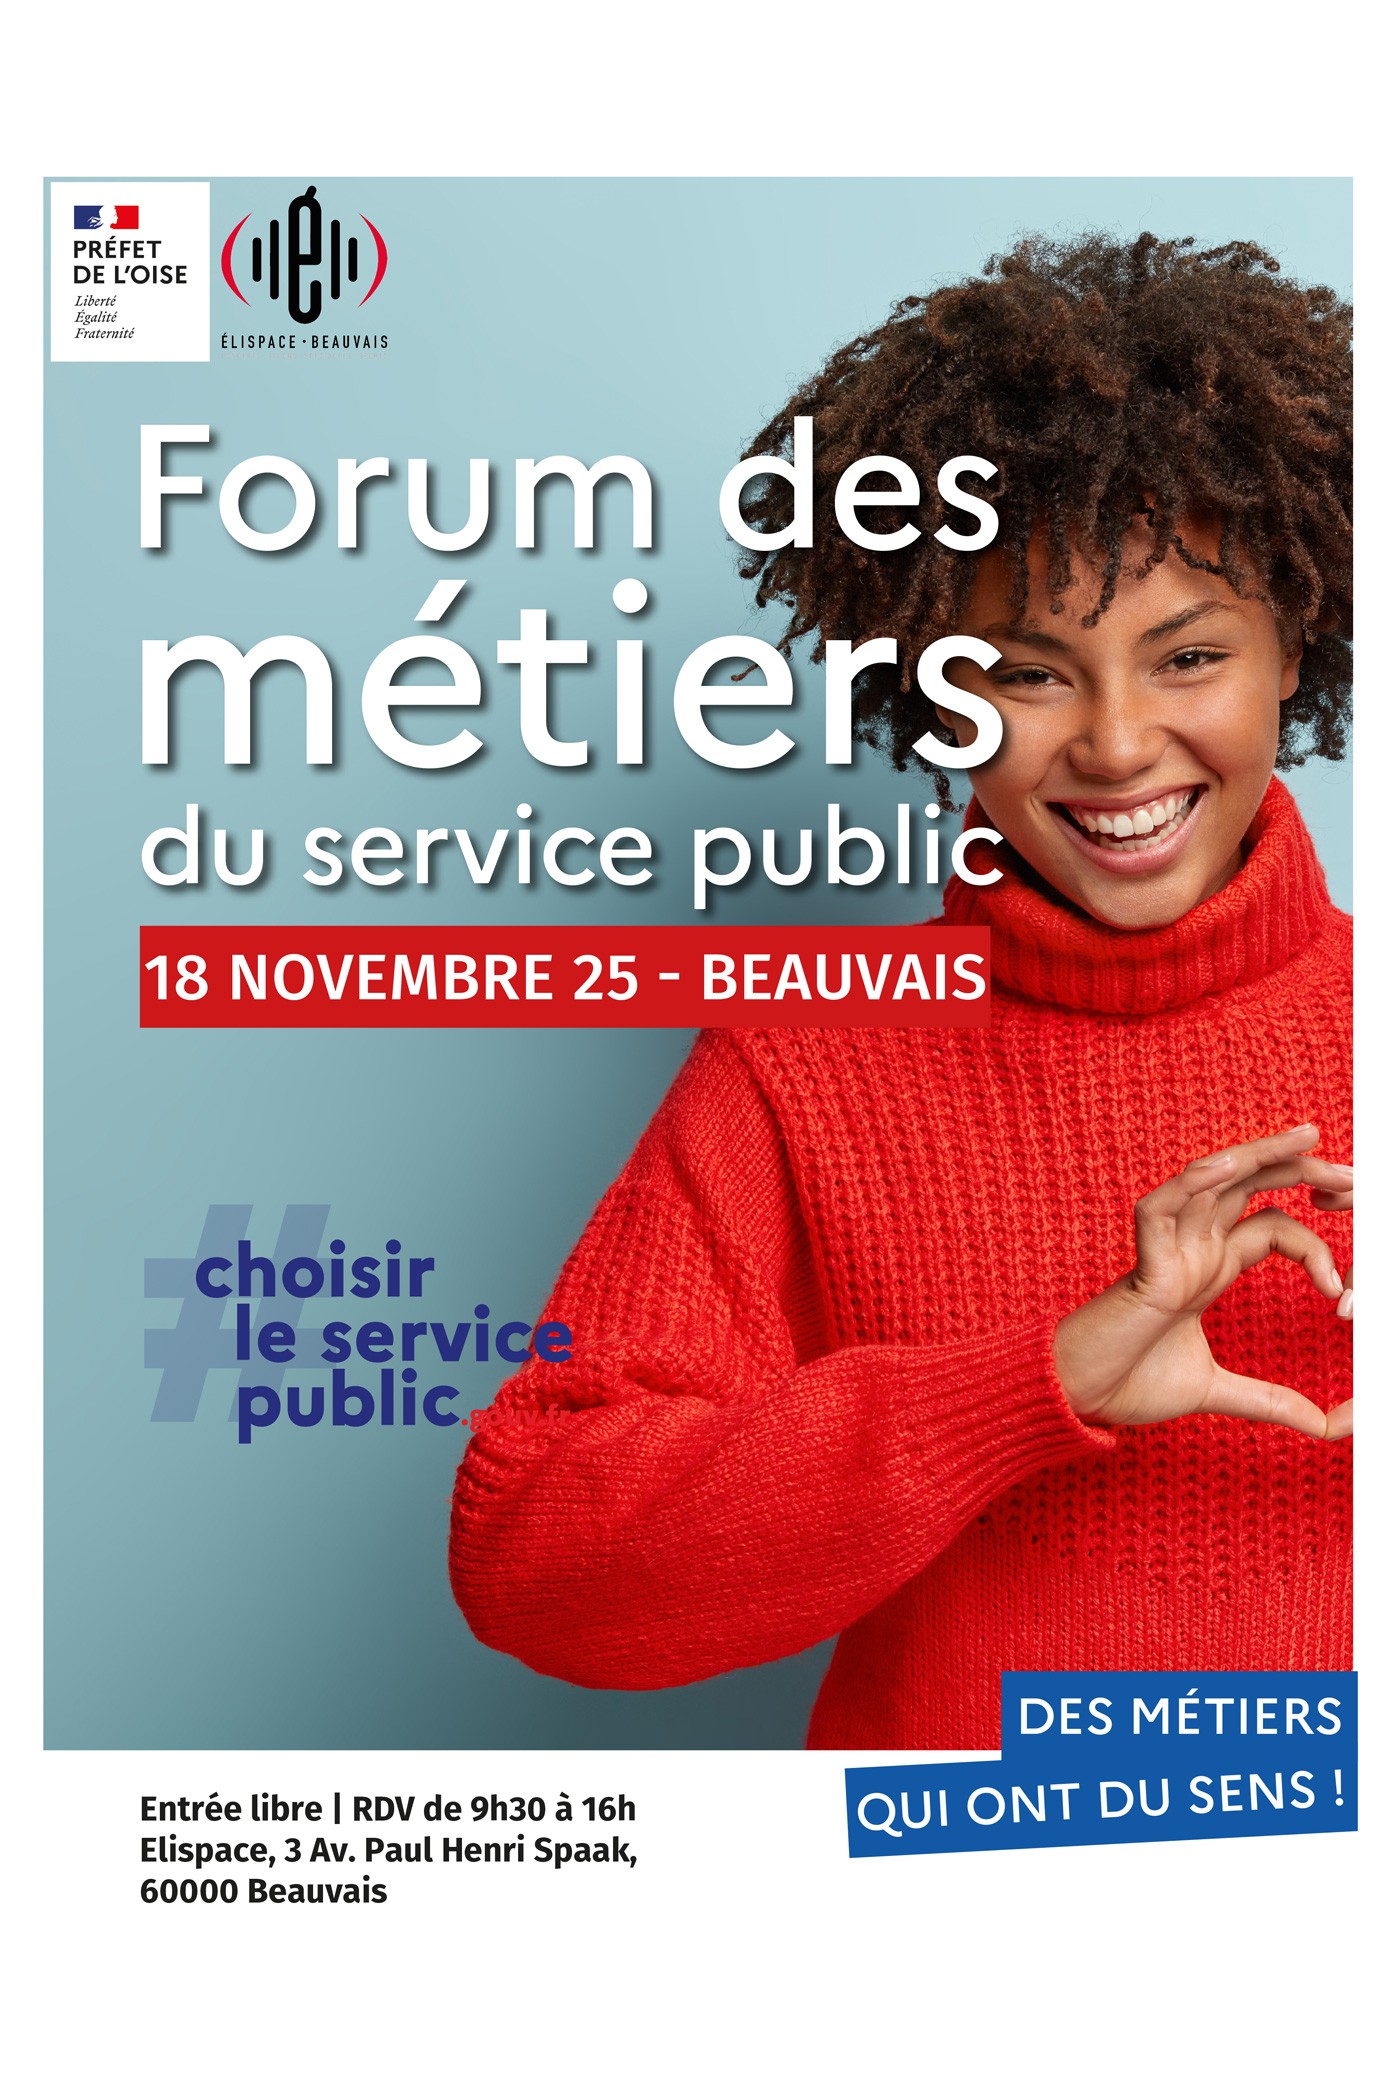 PRÉFET
DE L'OISE
Liberté
Égalité
Fraternité
é
ÉLISPACE · BEAUVAIS
Forum des
métiers
du service public
18 NOVEMBRE 25 - BEAUVAIS
#choisir
le service
public.gouv.fr
DES MÉTIERS
QUI ONT DU SENS !
Entrée libre | RDV de 9h30 à 16h
Elispace, 3 Av. Paul Henri Spaak,
60000 Beauvais